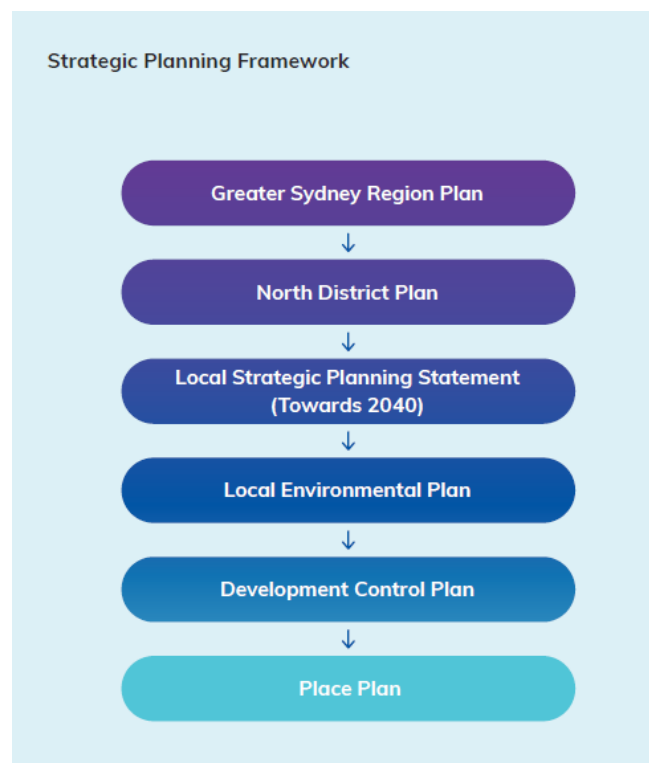 Strategic Planning Framework
Greater Sydney Region Plan
North District Plan
Local Strategic Planning Statement
(Towards 2040)
Local Environmental Plan
Development Control Plan
Place Plan